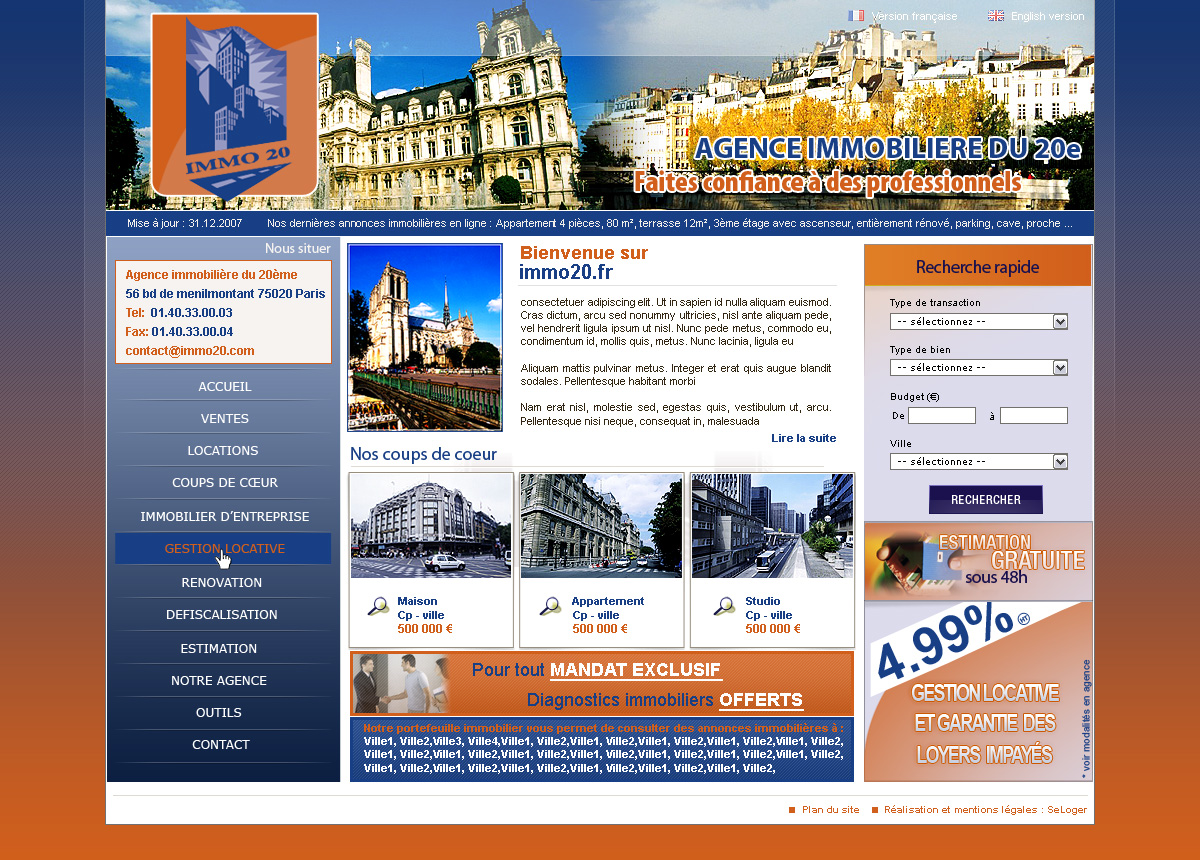 Version française
English version
IMMO 20
AGENCE IMMOBILIERE DU 20e
Faites confiance à des professionnels
Mise à jour : 31.12.2007
Nos dernières annonces immobilières en ligne : Appartement 4 pièces, 80 m², terrasse 12m², 3ème étage avec ascenseur, entièrement rénové, parking, cave, proche ...
Nous situer
Agence immobilière du 20ème
56 bd de menilmontant 75020 Paris
Tel: 01.40.33.00.03
Fax: 01.40.33.00.04
contact@immo20.com
ACCUEIL
VENTES
LOCATIONS
COUPS DE CŒUR
IMMOBILIER D'ENTREPRISE
GESTION LOCATIVE
RENOVATION
DEFISCALISATION
ESTIMATION
NOTRE AGENCE
OUTILS
CONTACT
Bienvenue sur
immo20.fr
consectetuer adipiscing elit. Ut in sapien id nulla aliquam euismod.
Cras dictum, arcu sed nonummy ultricies, nisl ante aliquam pede,
vel hendrerit ligula ipsum ut nisl. Nunc pede metus, commodo eu,
condimentum id, mollis quis, metus. Nunc lacinia, ligula eu
Aliquam mattis pulvinar metus. Integer et erat quis augue blandit
sodales. Pellentesque habitant morbi
Nam erat nisl, molestie sed, egestas quis, vestibulum ut, arcu.
Pellentesque nisi neque, consequat in, malesuada
Lire la suite
Nos coups de coeur
Maison
Cp - ville
500 000 €
Appartement
Cp - ville
500 000 €
Studio
Cp - ville
500 000 €
Pour tout MANDAT EXCLUSIF
Diagnostics immobiliers OFFERTS
Notre portefeuille immobilier vous permet de consulter des annonces immobilières à :
Ville1, Ville2,Ville3, Ville4,Ville1, Ville2,Ville1, Ville2,Ville1, Ville2,Ville1, Ville2,Ville1, Ville2,
Ville1, Ville2,Ville1, Ville2,Ville1, Ville2,Ville1, Ville2,Ville1, Ville2,Ville1, Ville2,Ville1, Ville2,
Ville1, Ville2,Ville1, Ville2,Ville1, Ville2,Ville1, Ville2,Ville1, Ville2,Ville1, Ville2,
Recherche rapide
Type de transaction
-- sélectionnez --
Type de bien
-- sélectionnez --
Budget (€)
De à
Ville
-- sélectionnez --
RECHERCHER
ESTIMATION
GRATUITE
sous 48h
4.99% HT
GESTION LOCATIVE
ET GARANTIE DES
LOYERS IMPAYÉS
* voir modalités en agence
Plan du site
Réalisation et mentions légales : SeLoger